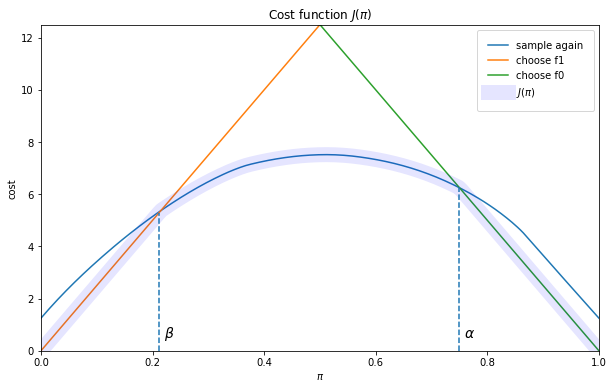 Cost function J(π)
12
10
8
6
4
2
0
cost
sample again
choose f1
choose f0
J(π)
β
α
0.0 0.2 0.4 0.6 0.8 1.0
π